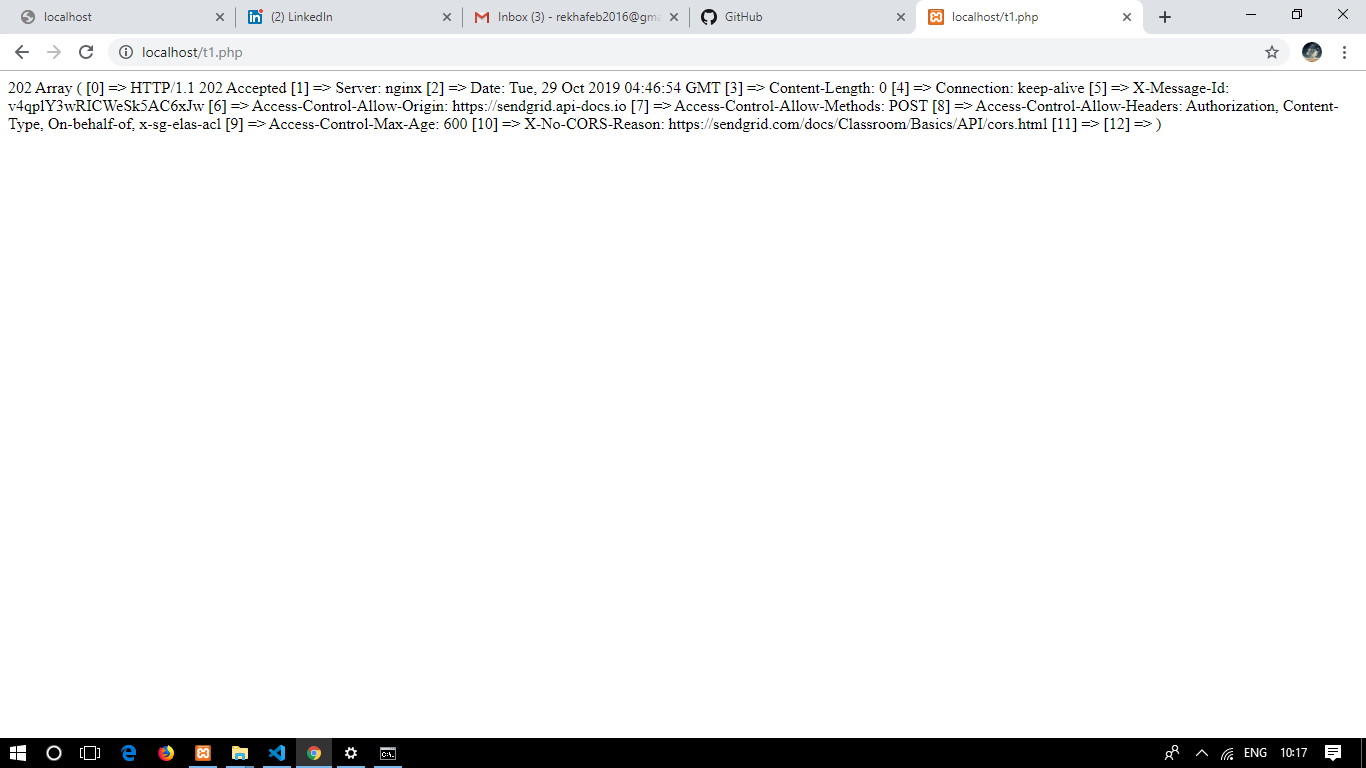 localhost
(2) LinkedIn
Inbox (3) - rekhafeb2016@gma
GitHub
localhost/t1.php
localhost/t1.php
202 Array ( [0] => HTTP/1.1 202 Accepted [1] => Server: nginx [2] => Date: Tue, 29 Oct 2019 04:46:54 GMT [3] => Content-Length: 0 [4] => Connection: keep-alive [5] => X-Message-Id:
v4qplY3wRICWeSk5AC6xJw [6] => Access-Control-Allow-Origin: https://sendgrid.api-docs.io [7] => Access-Control-Allow-Methods: POST [8] => Access-Control-Allow-Headers: Authorization, Content-
Type, On-behalf-of, x-sg-elas-acl [9] => Access-Control-Max-Age: 600 [10] => X-No-CORS-Reason: https://sendgrid.com/docs/Classroom/Basics/API/cors.html [11] => [12] => )
ENG
10:17